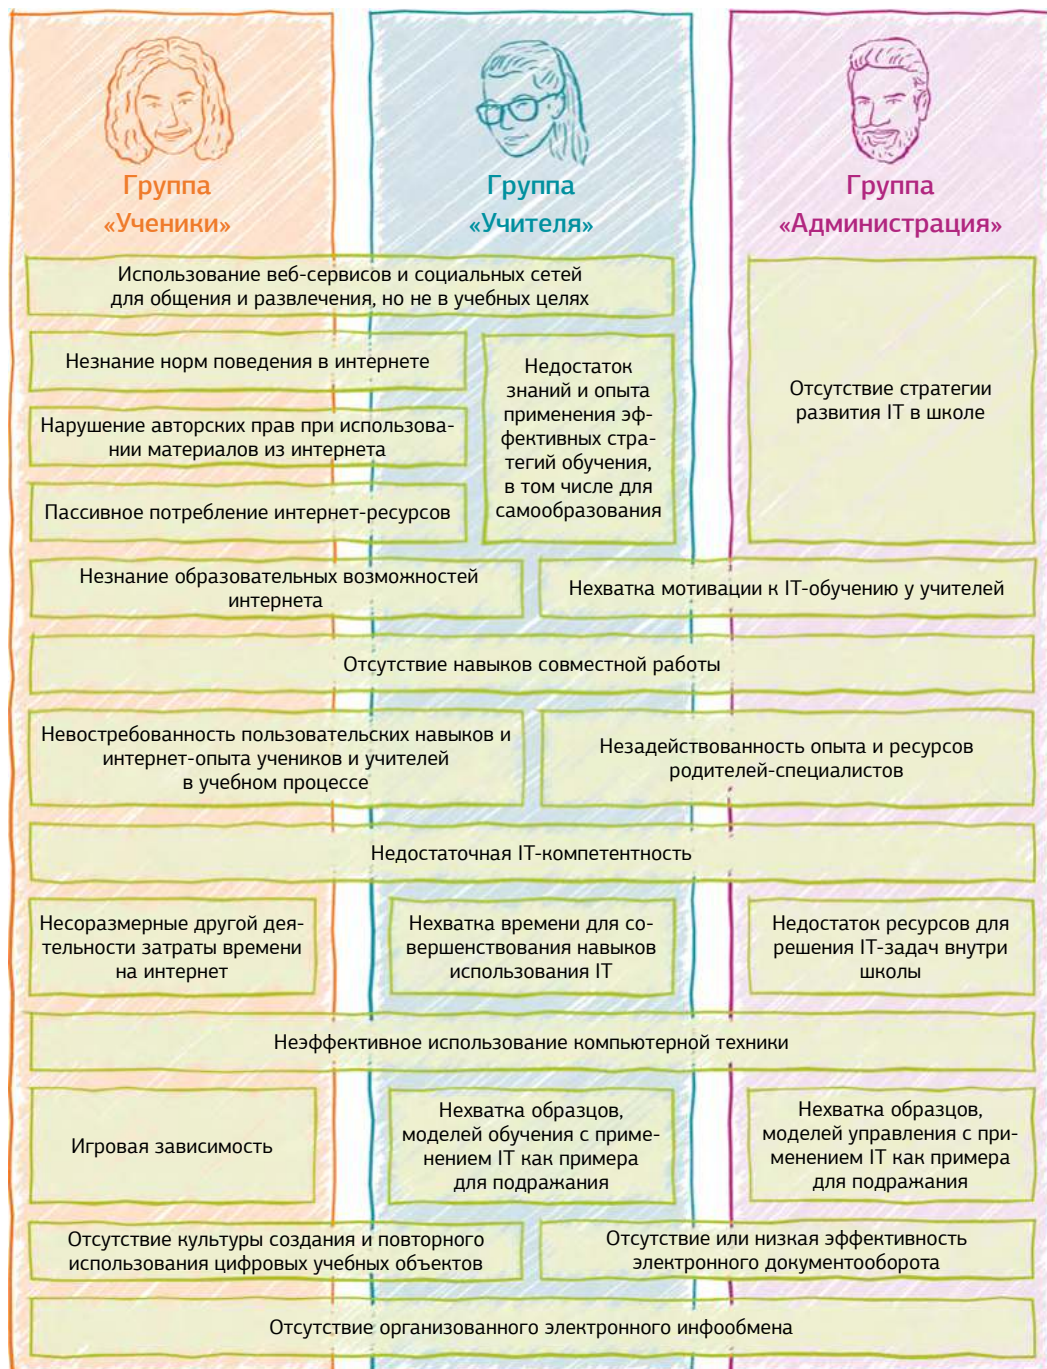 Группа
«Ученики»
Группа
«Учителя»
Группа
«Администрация»
Использование веб-сервисов и социальных сетей
для общения и развлечения, но не в учебных целях
Незнание норм поведения в интернете
Нарушение авторских прав при использова-
нии материалов из интернета
Пассивное потребление интернет-ресурсов
Недостаток
знаний и опыта
применения эф-
фективных стра-
тегий обучения,
в том числе для
самообразования
Отсутствие стратегии
развития IT в школе
Незнание образовательных возможностей
интернета
Нехватка мотивации к IT-обучению у учителей
Отсутствие навыков совместной работы
Невостребованность пользовательских навыков и
интернет-опыта учеников и учителей
в учебном процессе
Незадействованность опыта и ресурсов
родителей-специалистов
Недостаточная IT-компетентность
Несоразмерные другой дея-
тельности затраты времени
на интернет
Нехватка времени для со-
вершенствования навыков
использования IT
Недостаток ресурсов для
решения IT-задач внутри
школы
Неэффективное использование компьютерной техники
Игровая зависимость
Нехватка образцов,
моделей обучения с приме-
нением IT как примера
для подражания
Нехватка образцов,
моделей управления с при-
менением IT как примера
для подражания
Отсутствие культуры создания и повторного
использования цифровых учебных объектов
Отсутствие или низкая эффективность
электронного документооборота
Отсутствие организованного электронного инфообмена